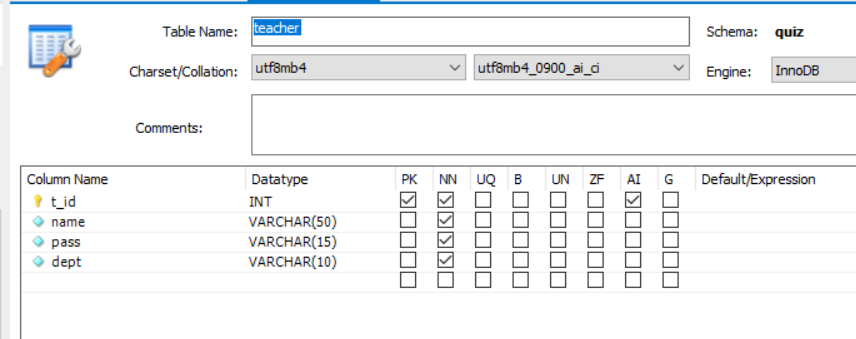 Table Name: teacher Schema: quiz
Charset/Collation: utf8mb4 utf8mb4_0900_ai_ci Engine: InnoDB
Comments:
Column Name Datatype PK NN UQ B UN ZF AI G Default/Expression
t_id INT
name VARCHAR(50)
pass VARCHAR(15)
dept VARCHAR(10)